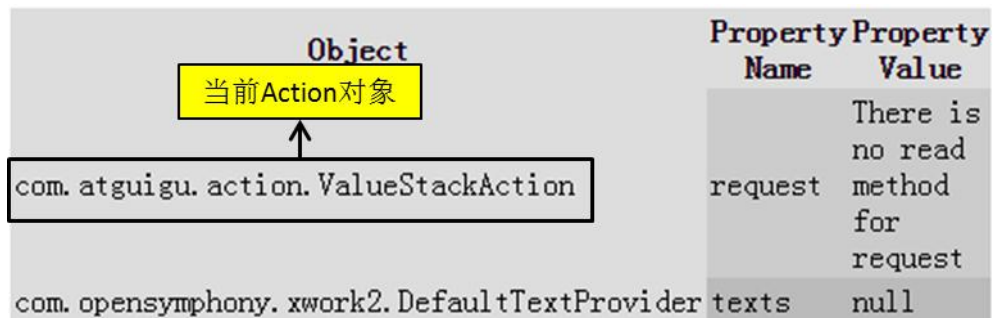 Object
Property Property
Name Value
当前Action对象
com.atguigu.action.ValueStackAction
request
There is
no read
method
for
request
com.opensymphony.xwork2.DefaultTextProvider texts null